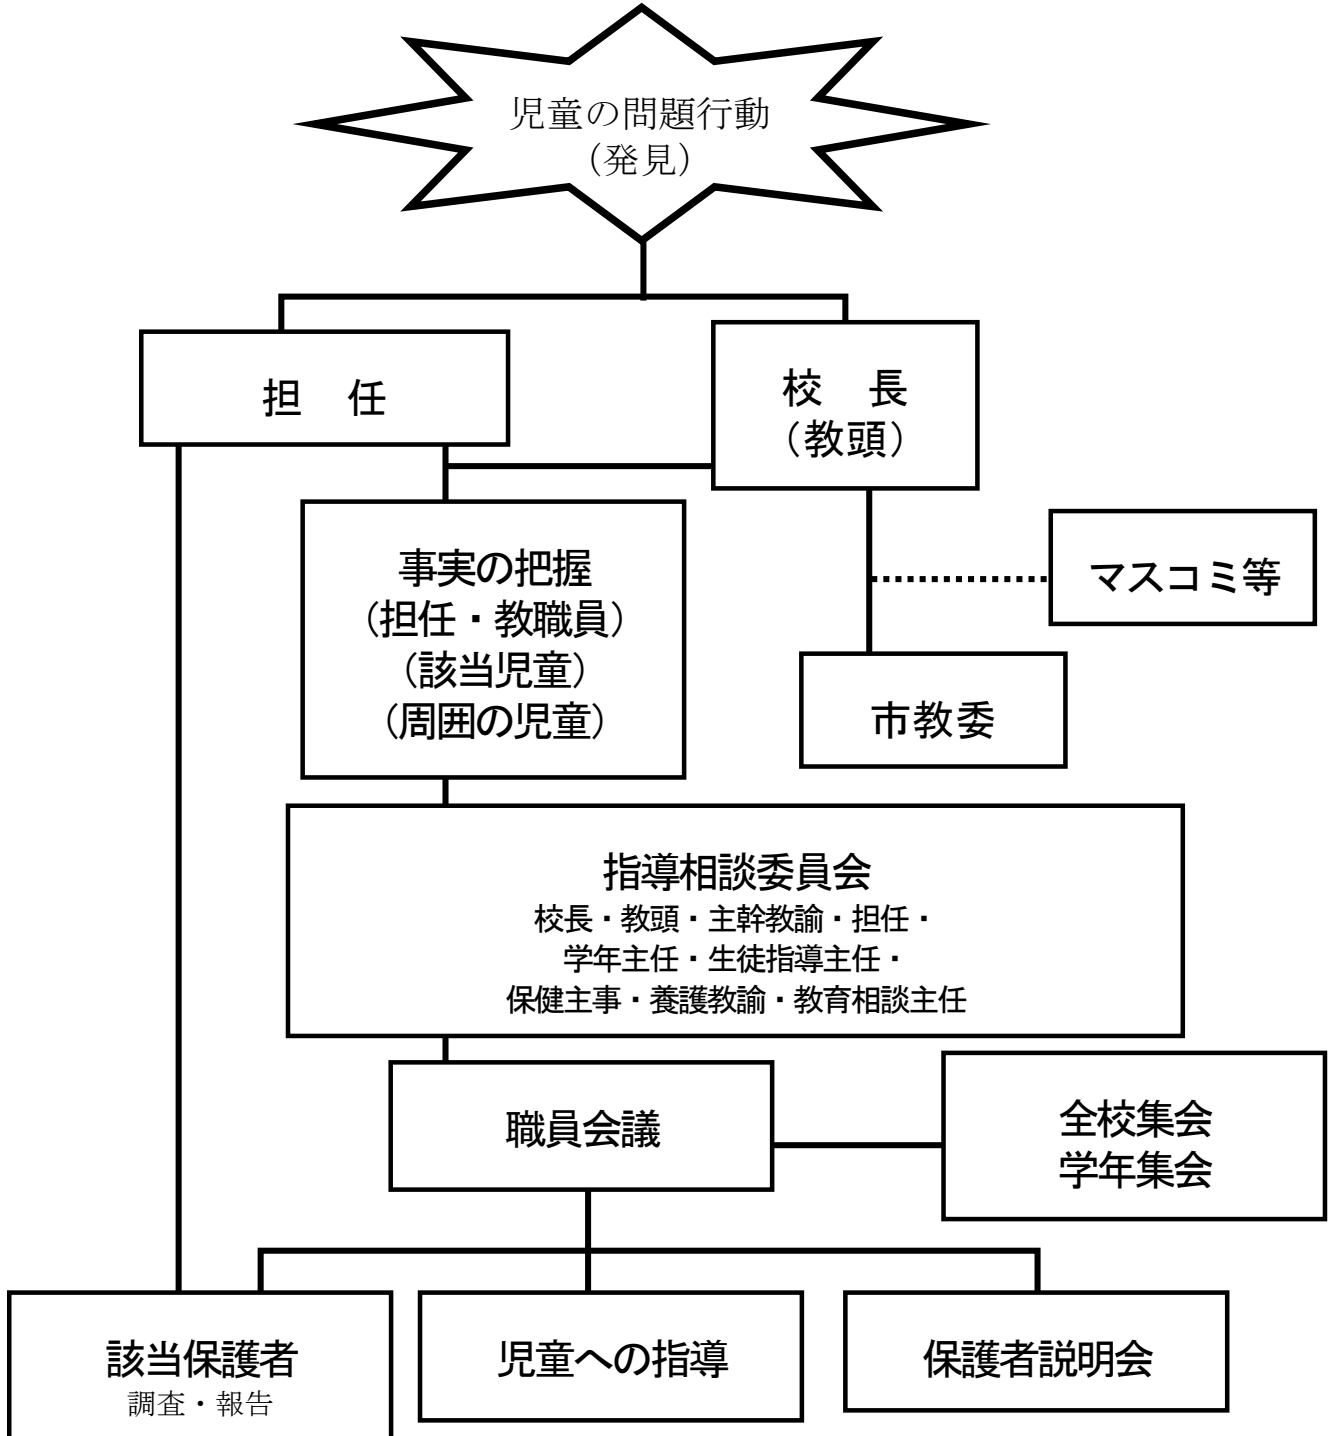 児童の問題行動
（発見）
担　任
校　長
（教頭）
事実の把握
（担任・教職員）
（該当児童）
（周囲の児童）
マスコミ等
市教委
指導相談委員会
校長・教頭・主幹教諭・担任・
学年主任・生徒指導主任・
保健主事・養護教諭・教育相談主任
職員会議
全校集会
学年集会
該当保護者
調査・報告
児童への指導
保護者説明会